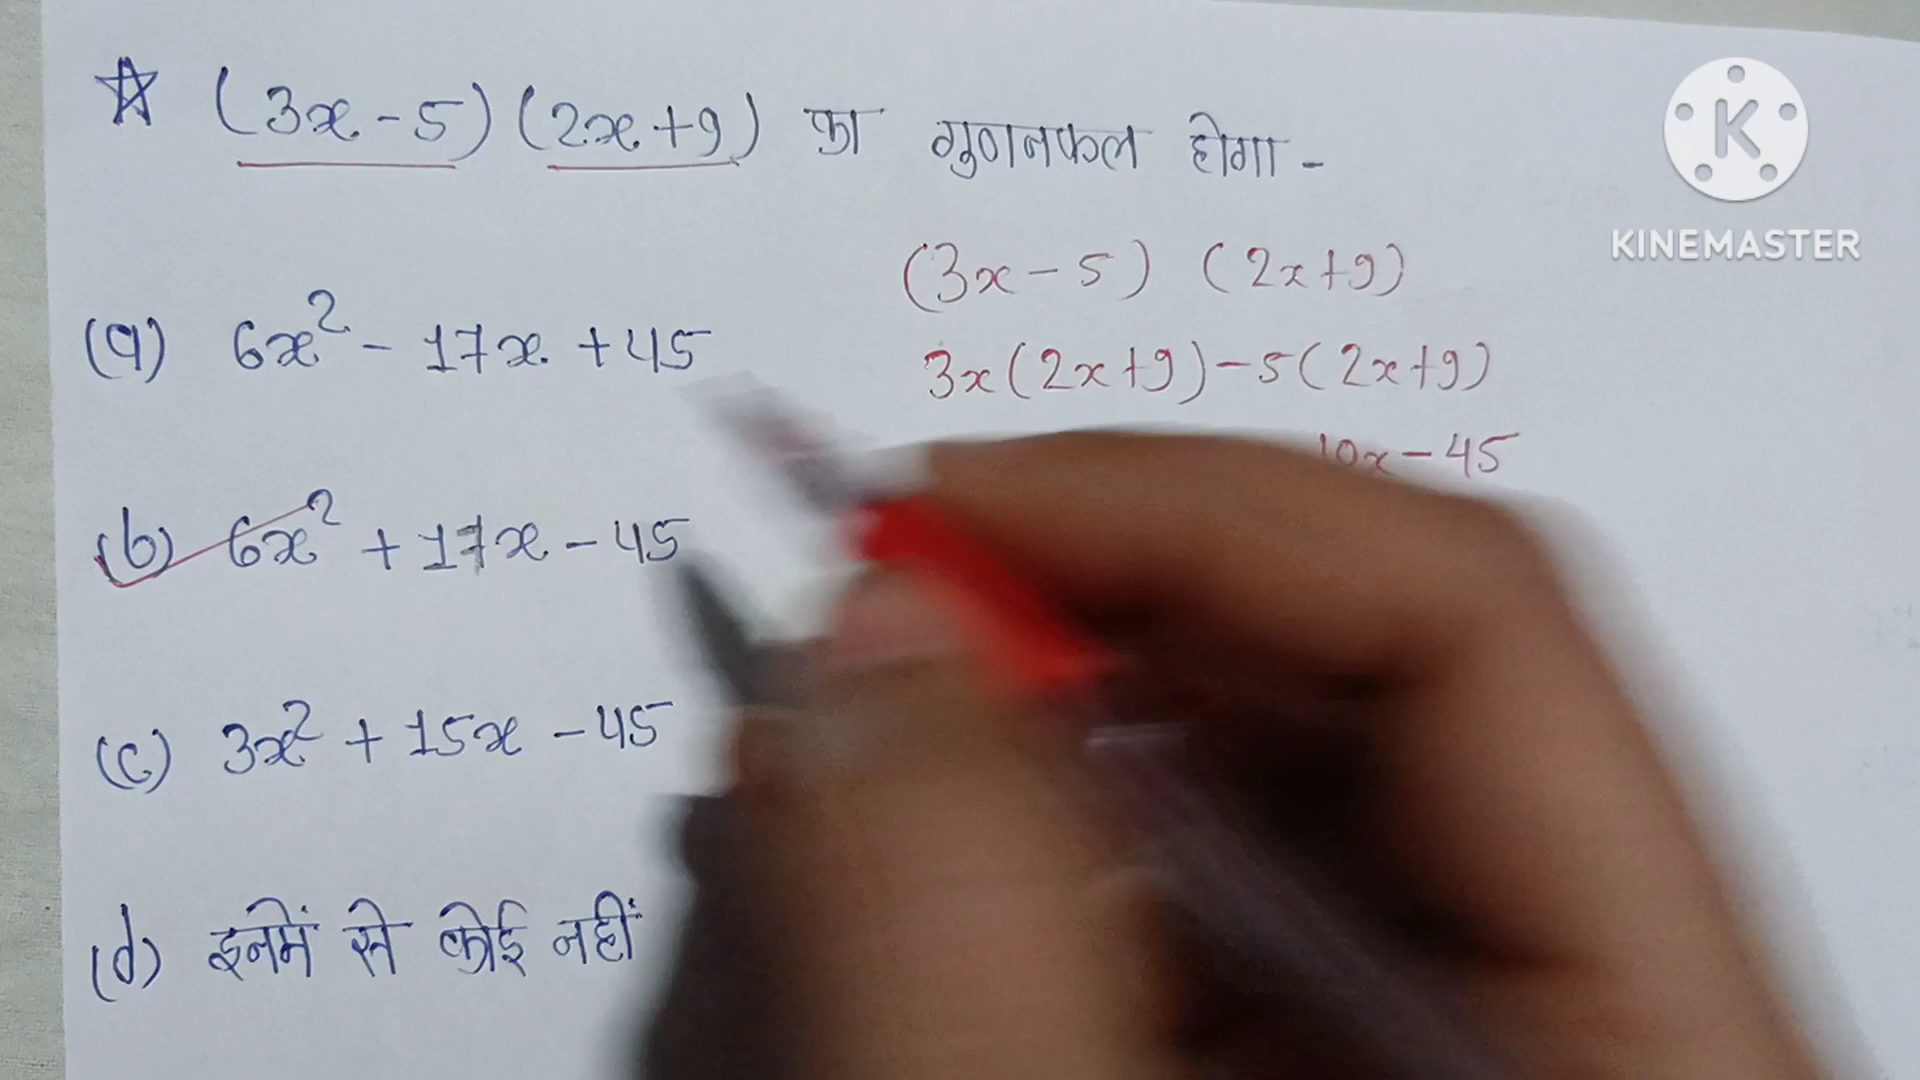 ☆ (3x - 5) (2x + 9) का गुणनफल होगा -
(3x - 5) (2x + 9)
3x (2x + 9) - 5 (2x + 9)
10x - 45
(a) 6x² - 17x + 45
(b) 6x² + 17x - 45
(c) 3x² + 15x - 45
(d) इनमें से कोई नहीं
K
KINEMASTER